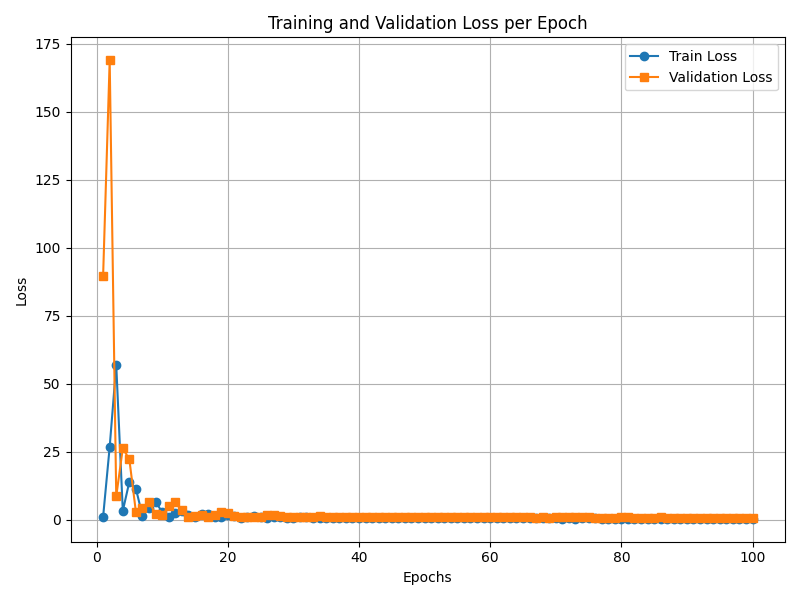 Training and Validation Loss per Epoch
Train Loss
Validation Loss
175
150
125
100
75
50
25
0
Loss
0 20 40 60 80 100
Epochs